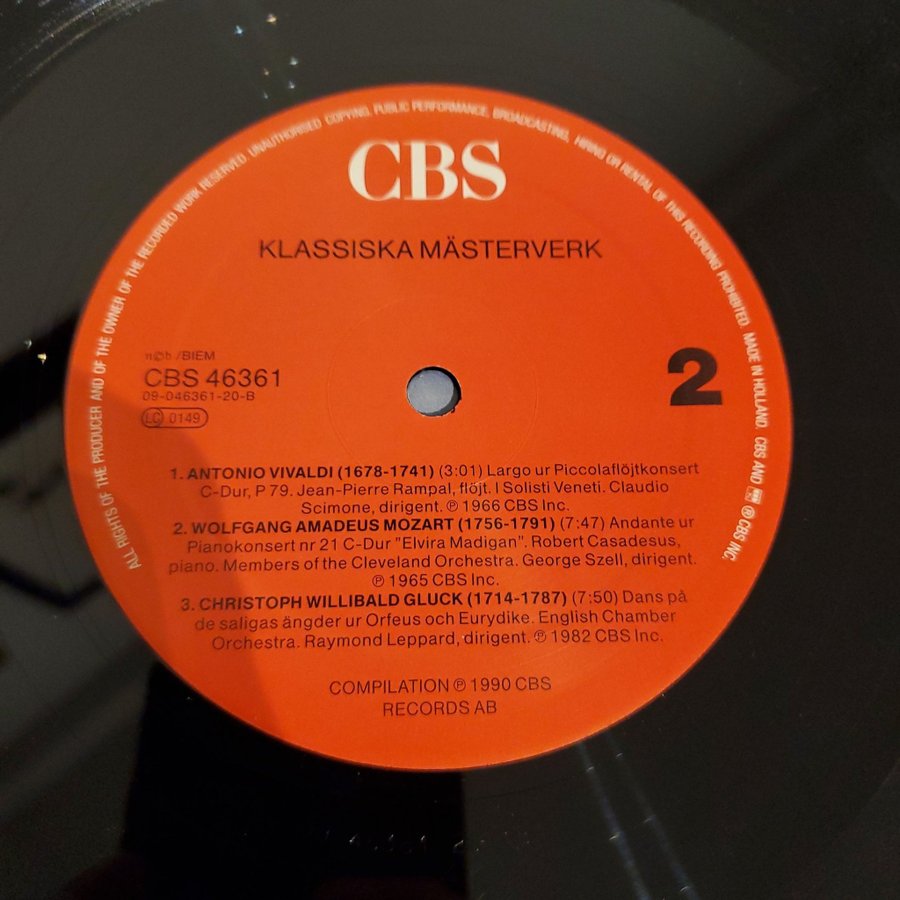 ALL RIGHTS OF THE PRODUCER AND OF THE OWNER OF THE RECORDED WORK RESERVED. UNAUTHORISED COPYING, PUBLIC PERFORMANCE, BROADCASTING, HIRING OR RENTAL OF THIS RECORDING PROHIBITED. MADE IN HOLLAND. CBS AND ® CBS INC.
CBS
KLASSISKA MÄSTERVERK
n©b /BIEM
CBS 46361
09-046361-20-B
LC 0149
2
1. ANTONIO VIVALDI (1678-1741) (3:01) Largo ur Piccolaflöjtkonsert
C-Dur, P 79. Jean-Pierre Rampal, flöjt. I Solisti Veneti. Claudio
Scimone, dirigent. ℗ 1966 CBS Inc.
2. WOLFGANG AMADEUS MOZART (1756-1791) (7:47) Andante ur
Pianokonsert nr 21 C-Dur "Elvira Madigan". Robert Casadesus,
piano. Members of the Cleveland Orchestra. George Szell, dirigent.
℗ 1965 CBS Inc.
3. CHRISTOPH WILLIBALD GLUCK (1714-1787) (7:50) Dans på
de saligas ängder ur Orfeus och Eurydike. English Chamber
Orchestra. Raymond Leppard, dirigent. ℗ 1982 CBS Inc.
COMPILATION ℗ 1990 CBS
RECORDS AB